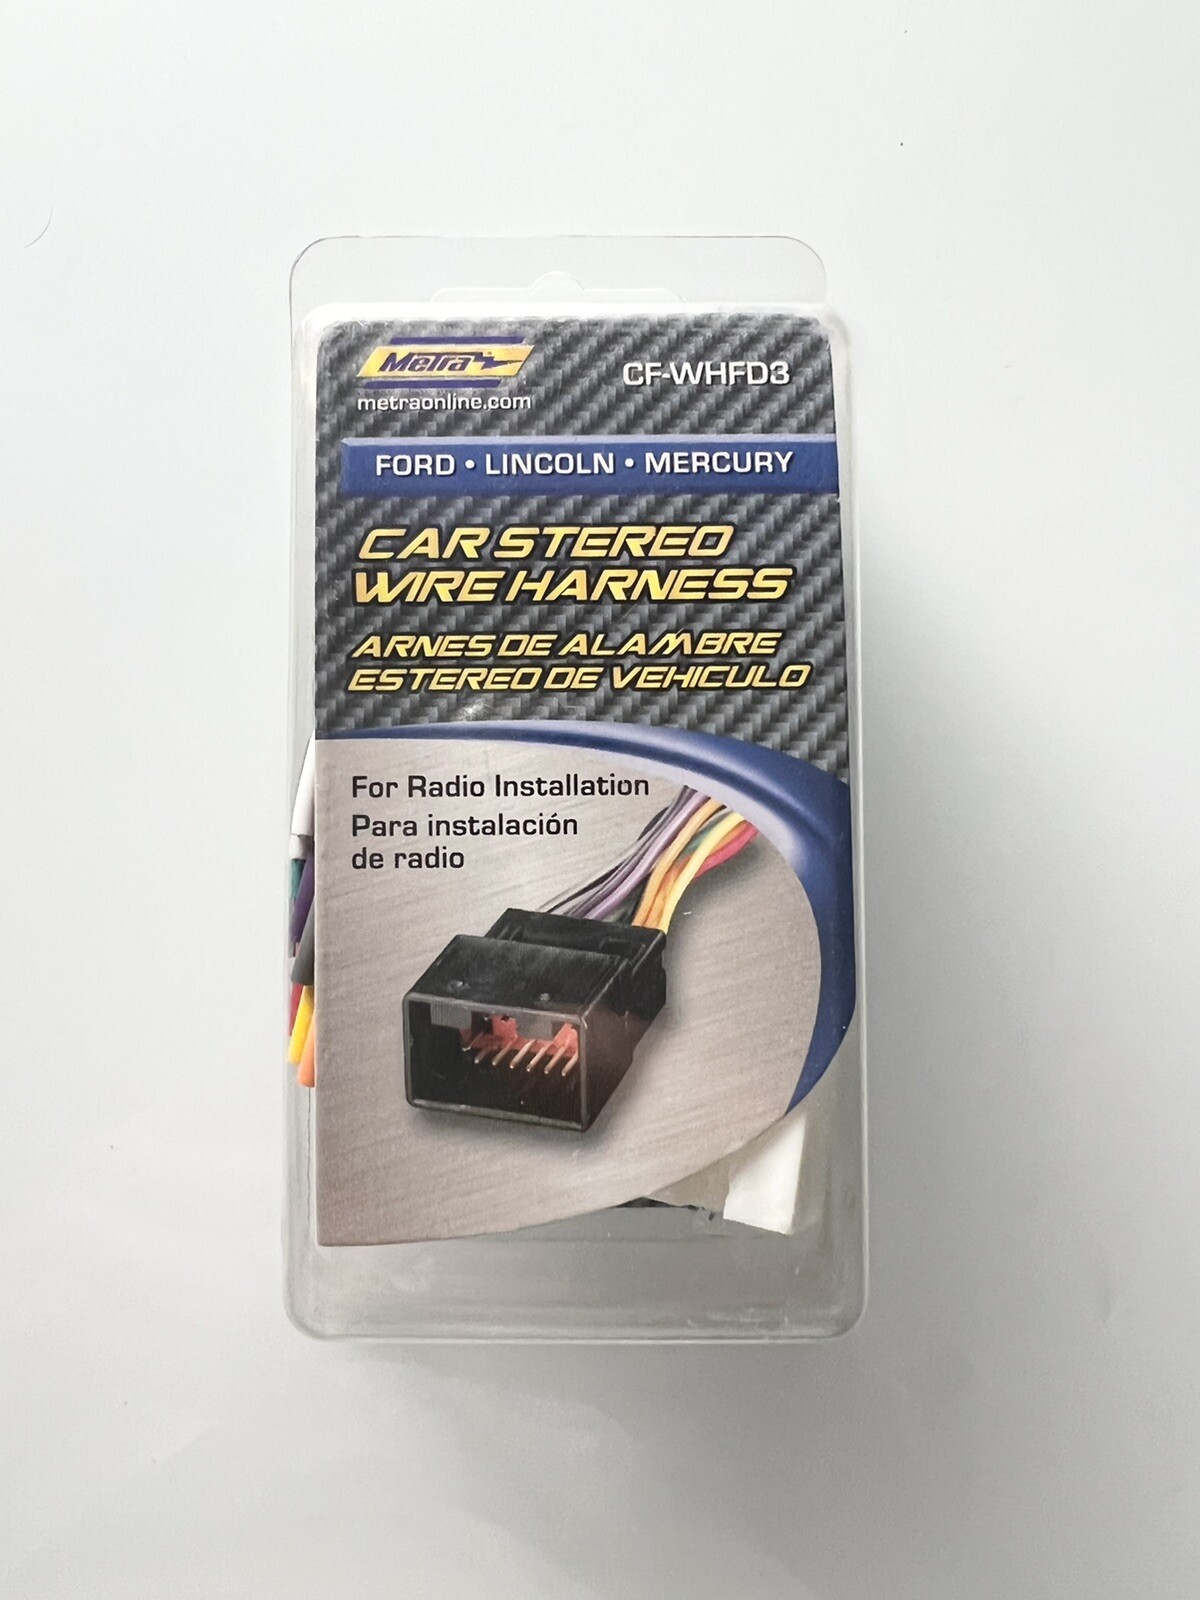 Metra
CF-WHFD3
metraonline.com
FORD • LINCOLN • MERCURY
CAR STEREO
WIRE HARNESS
ARNES DE ALAMBRE
ESTEREO DE VEHICULO
For Radio Installation
Para instalación
de radio